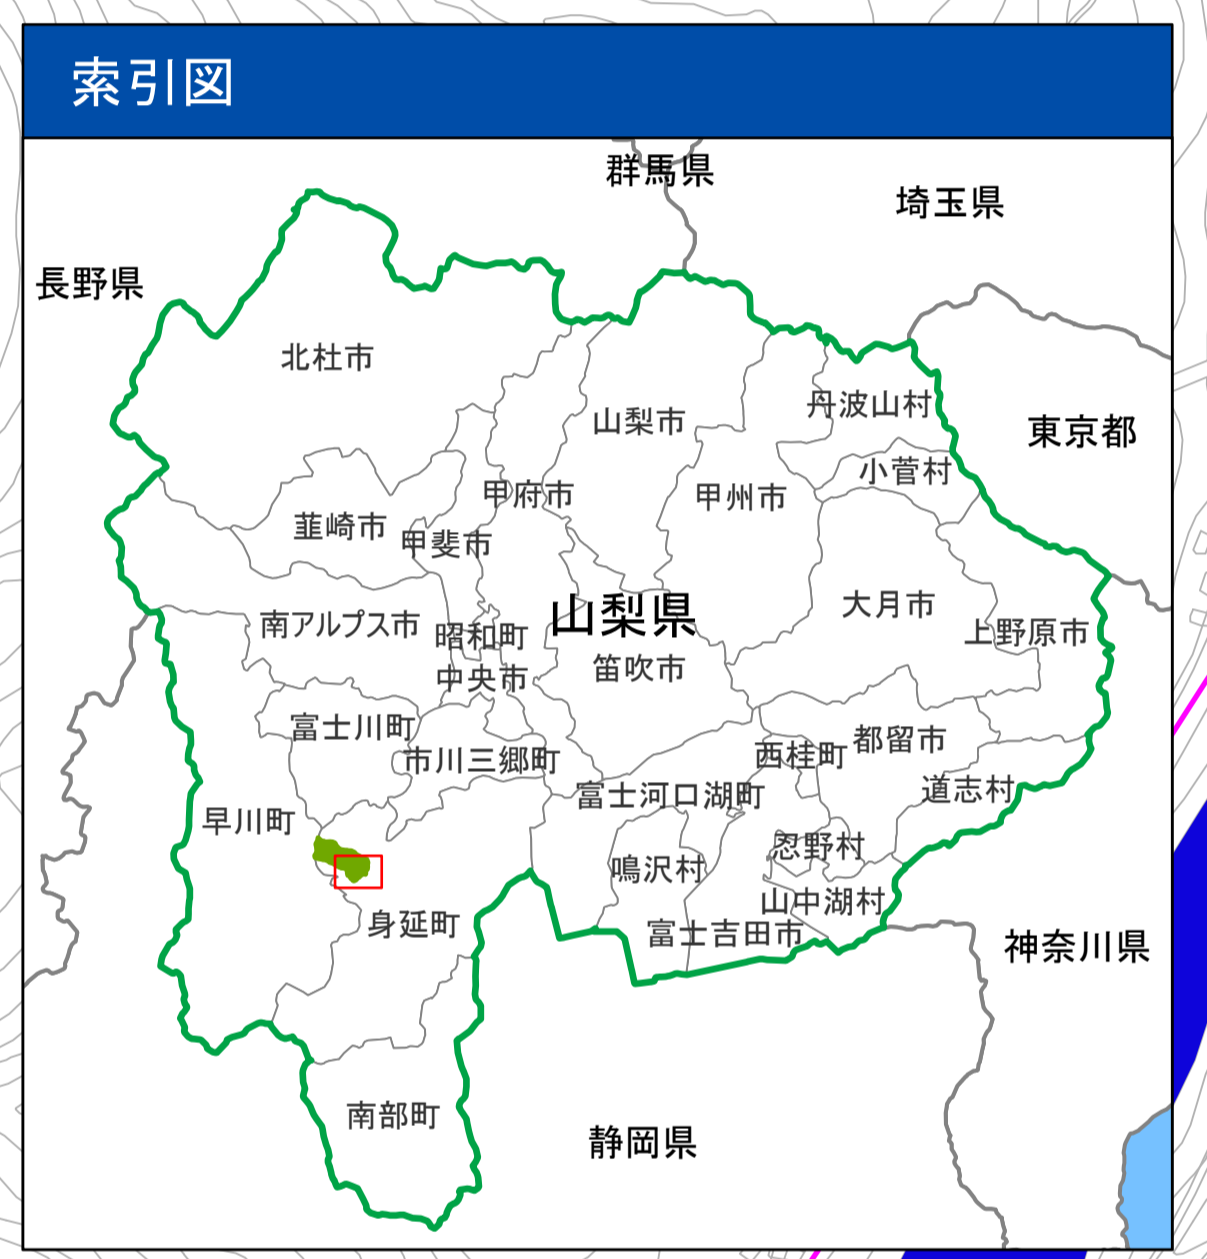 索引図
群馬県
埼玉県
長野県
北杜市
丹波山村
山梨市
東京都
小菅村
甲府市
甲州市
韮崎市
甲斐市
大月市
山梨県
南アルプス市
昭和町
上野原市
笛吹市
中央市
富士川町
都留市
西桂町
市川三郷町
道志村
富士河口湖町
早川町
忍野村
鳴沢村
山中湖村
身延町
富士吉田市
神奈川県
南部町
静岡県